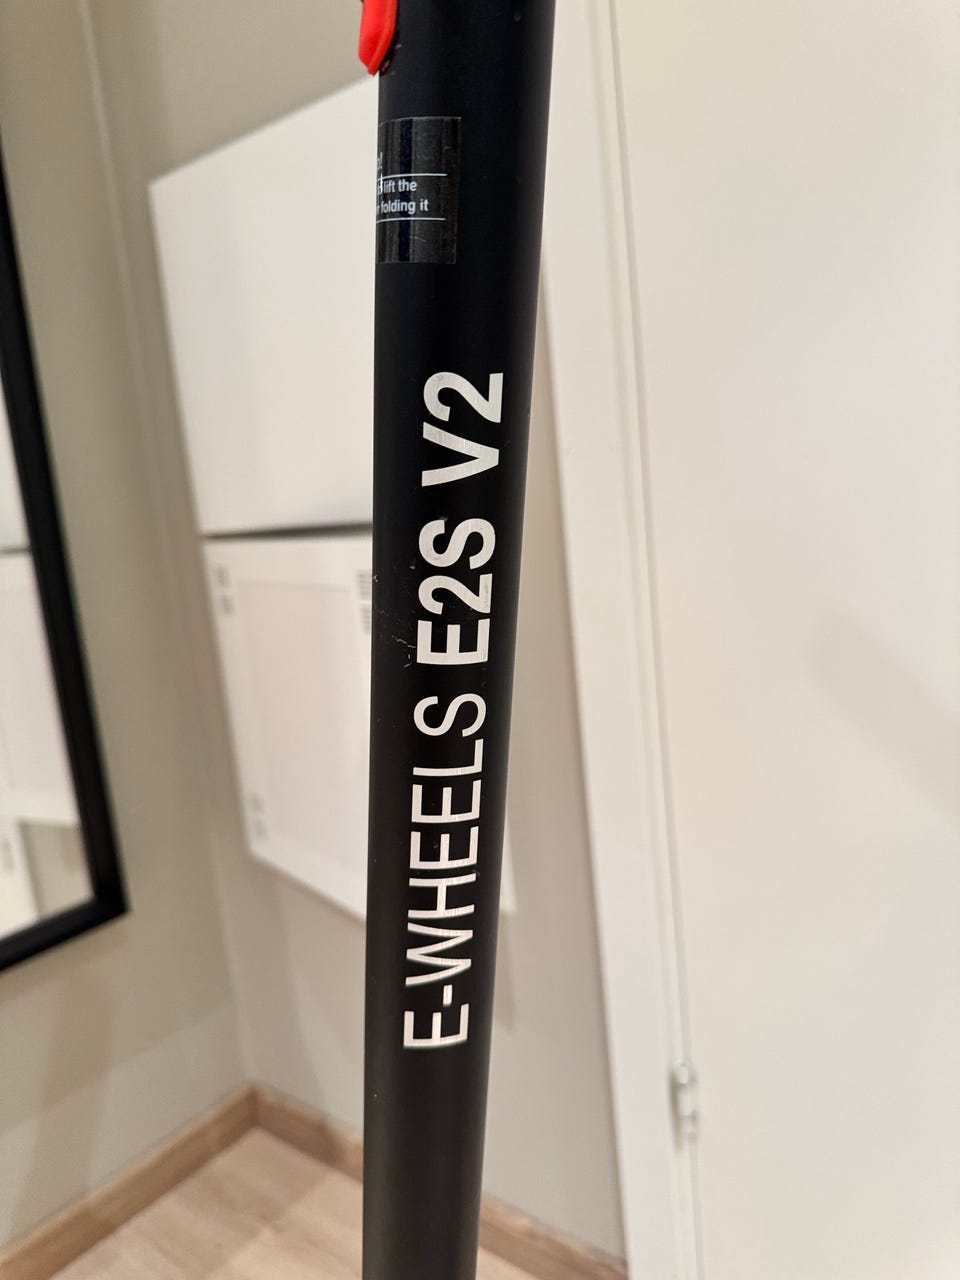 lift the
folding it
E-WHEELS E2S V2